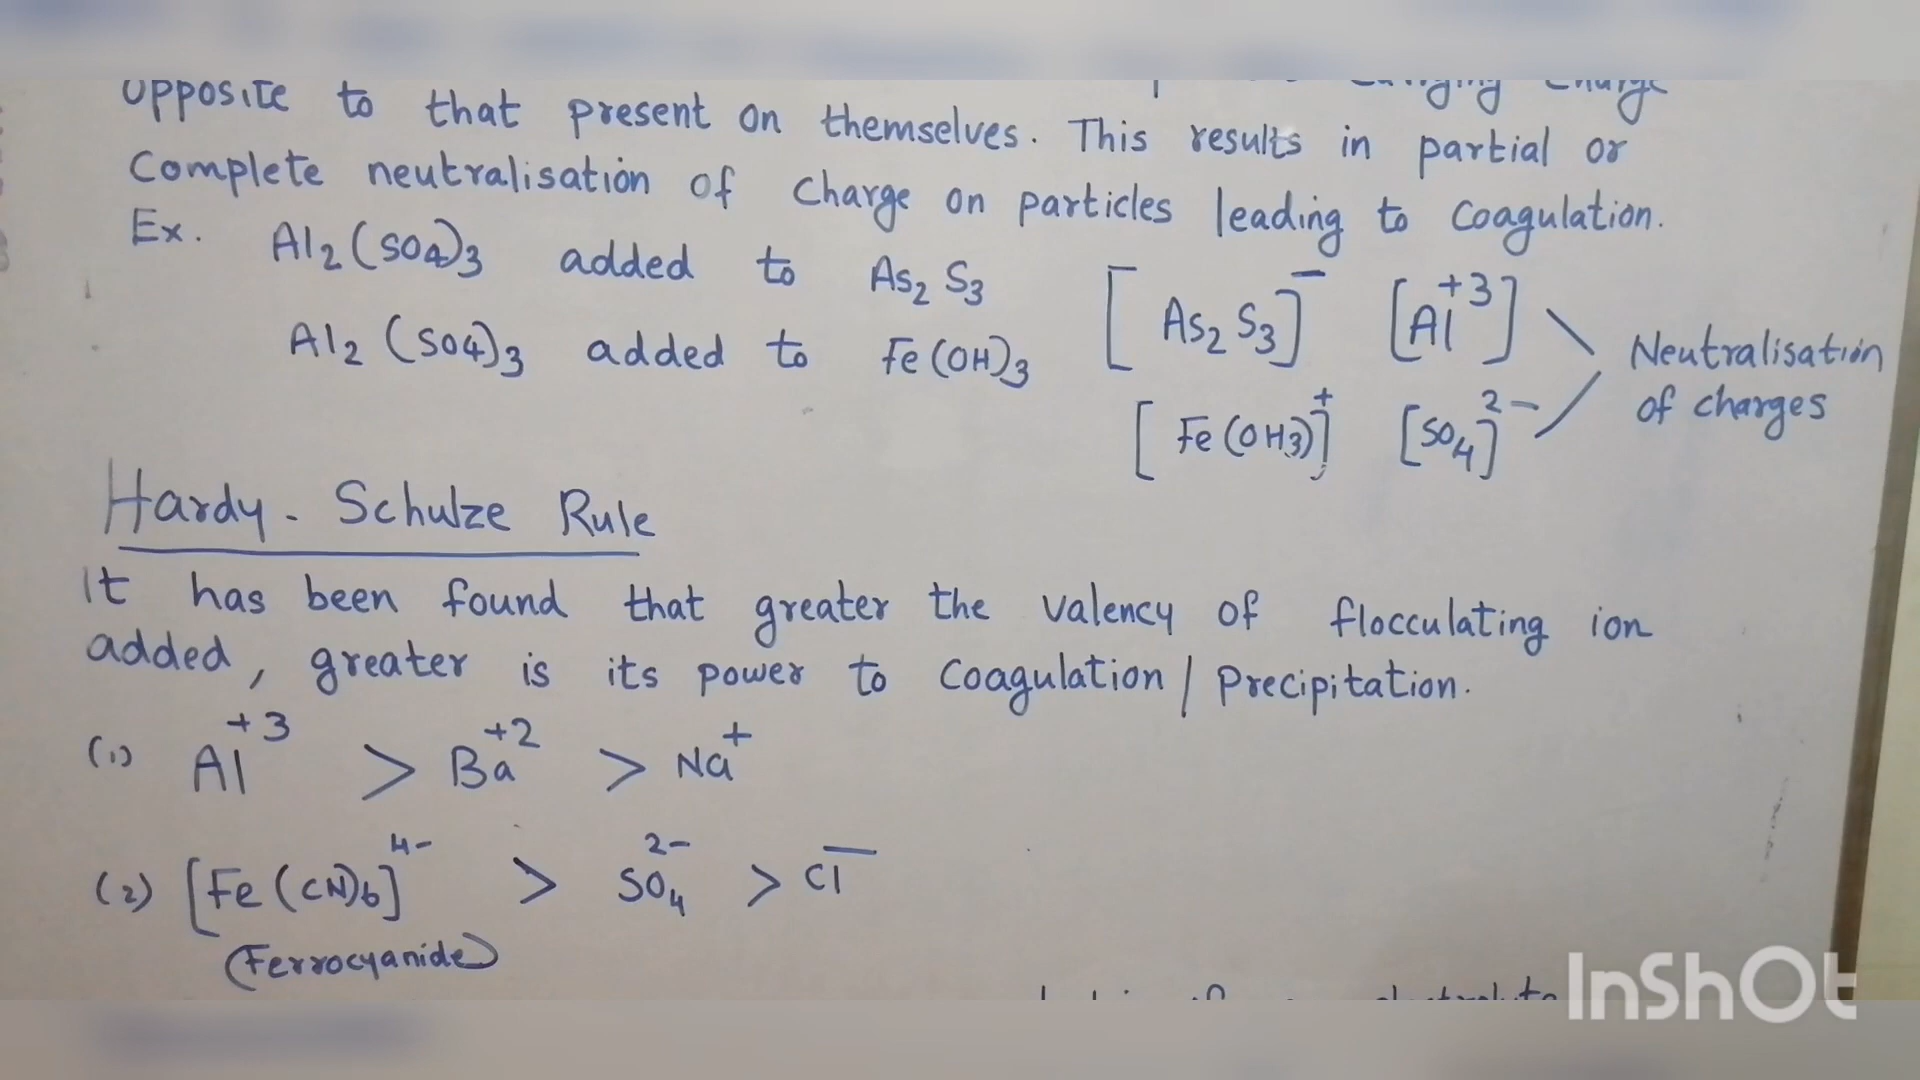 opposite to that present on themselves. This results in partial or
Complete neutralisation of charge on particles leading to coagulation.
Ex. Al₂(SO₄)₃ added to As₂S₃ [As₂S₃]⁻ [Al⁺³]
Al₂(SO₄)₃ added to Fe(OH)₃ [Fe(OH3)]⁺ [SO₄]²⁻
Neutralisation
of charges
Hardy-Schulze Rule
It has been found that greater the valency of flocculating ion
added, greater is its power to coagulation/precipitation.
(1) Al⁺³ > Ba⁺² > Na⁺
(2) [Fe(CN)₆]⁴⁻ > SO₄²⁻ > Cl⁻
(Ferrocyanide)
InShOt